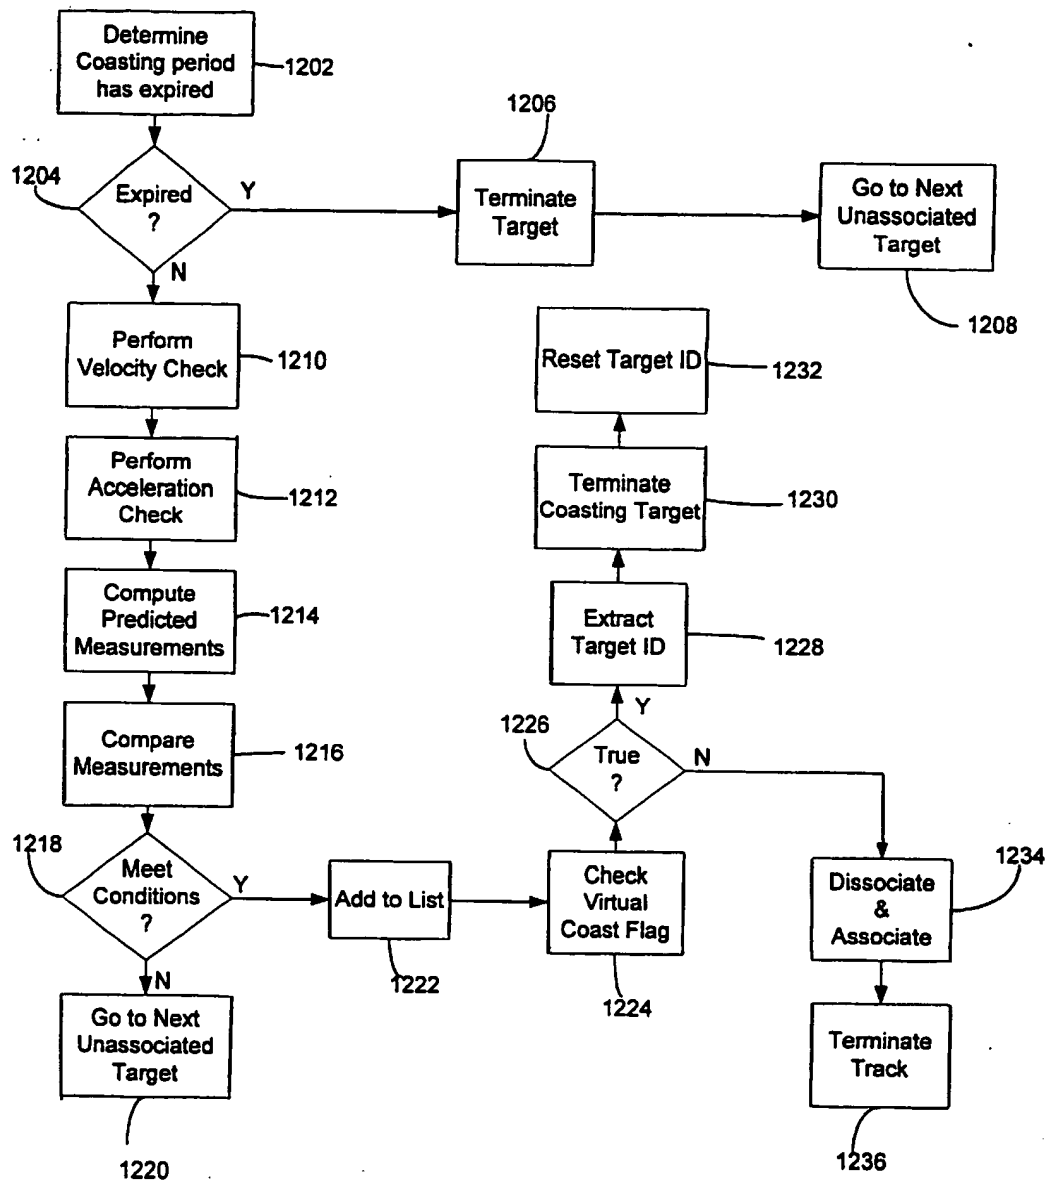 Determine
Coasting period
has expired
1202
1204
Expired
?
Y
N
1206
Terminate
Target
Go to Next
Unassociated
Target
1208
Perform
Velocity Check
1210
Perform
Acceleration
Check
1212
Compute
Predicted
Measurements
1214
Compare
Measurements
1216
1218
Meet
Conditions
?
Y
N
Go to Next
Unassociated
Target
1220
Add to List
1222
Check
Virtual
Coast Flag
1224
1226
True
?
Y
N
Extract
Target ID
1228
Terminate
Coasting Target
1230
Reset Target ID
1232
Dissociate
&
Associate
1234
Terminate
Track
1236